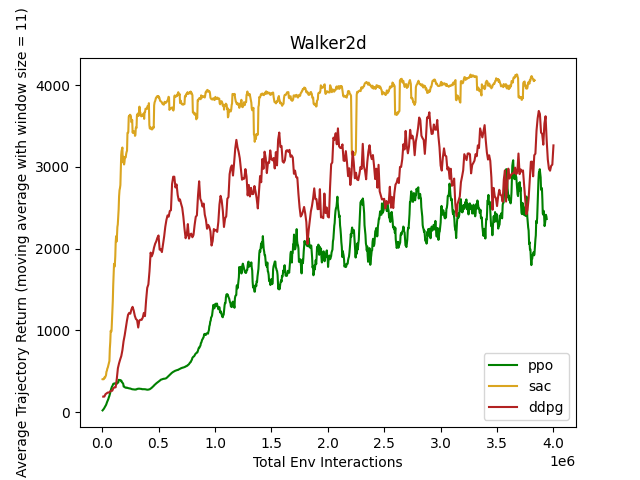 Walker2d
Average Trajectory Return (moving average with window size = 11)
4000
3000
2000
1000
0
0.0 0.5 1.0 1.5 2.0 2.5 3.0 3.5 4.0
1e6
Total Env Interactions
ppo
sac
ddpg